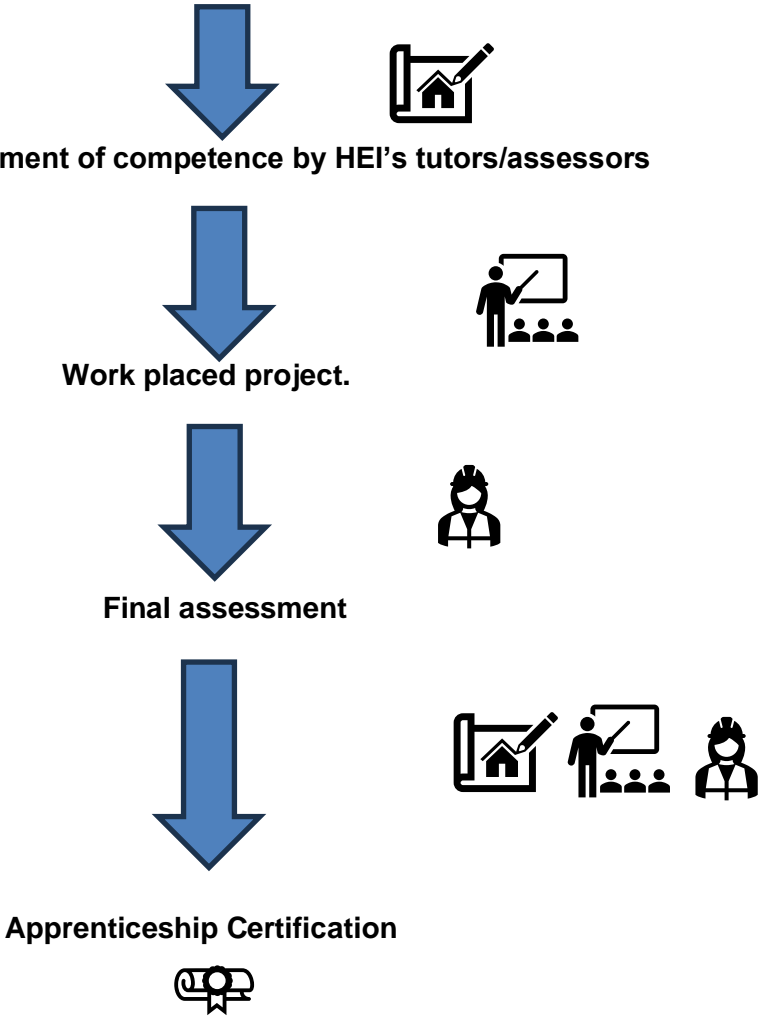 ment of competence by HEI’s tutors/assessors
Work placed project.
Final assessment
Apprenticeship Certification